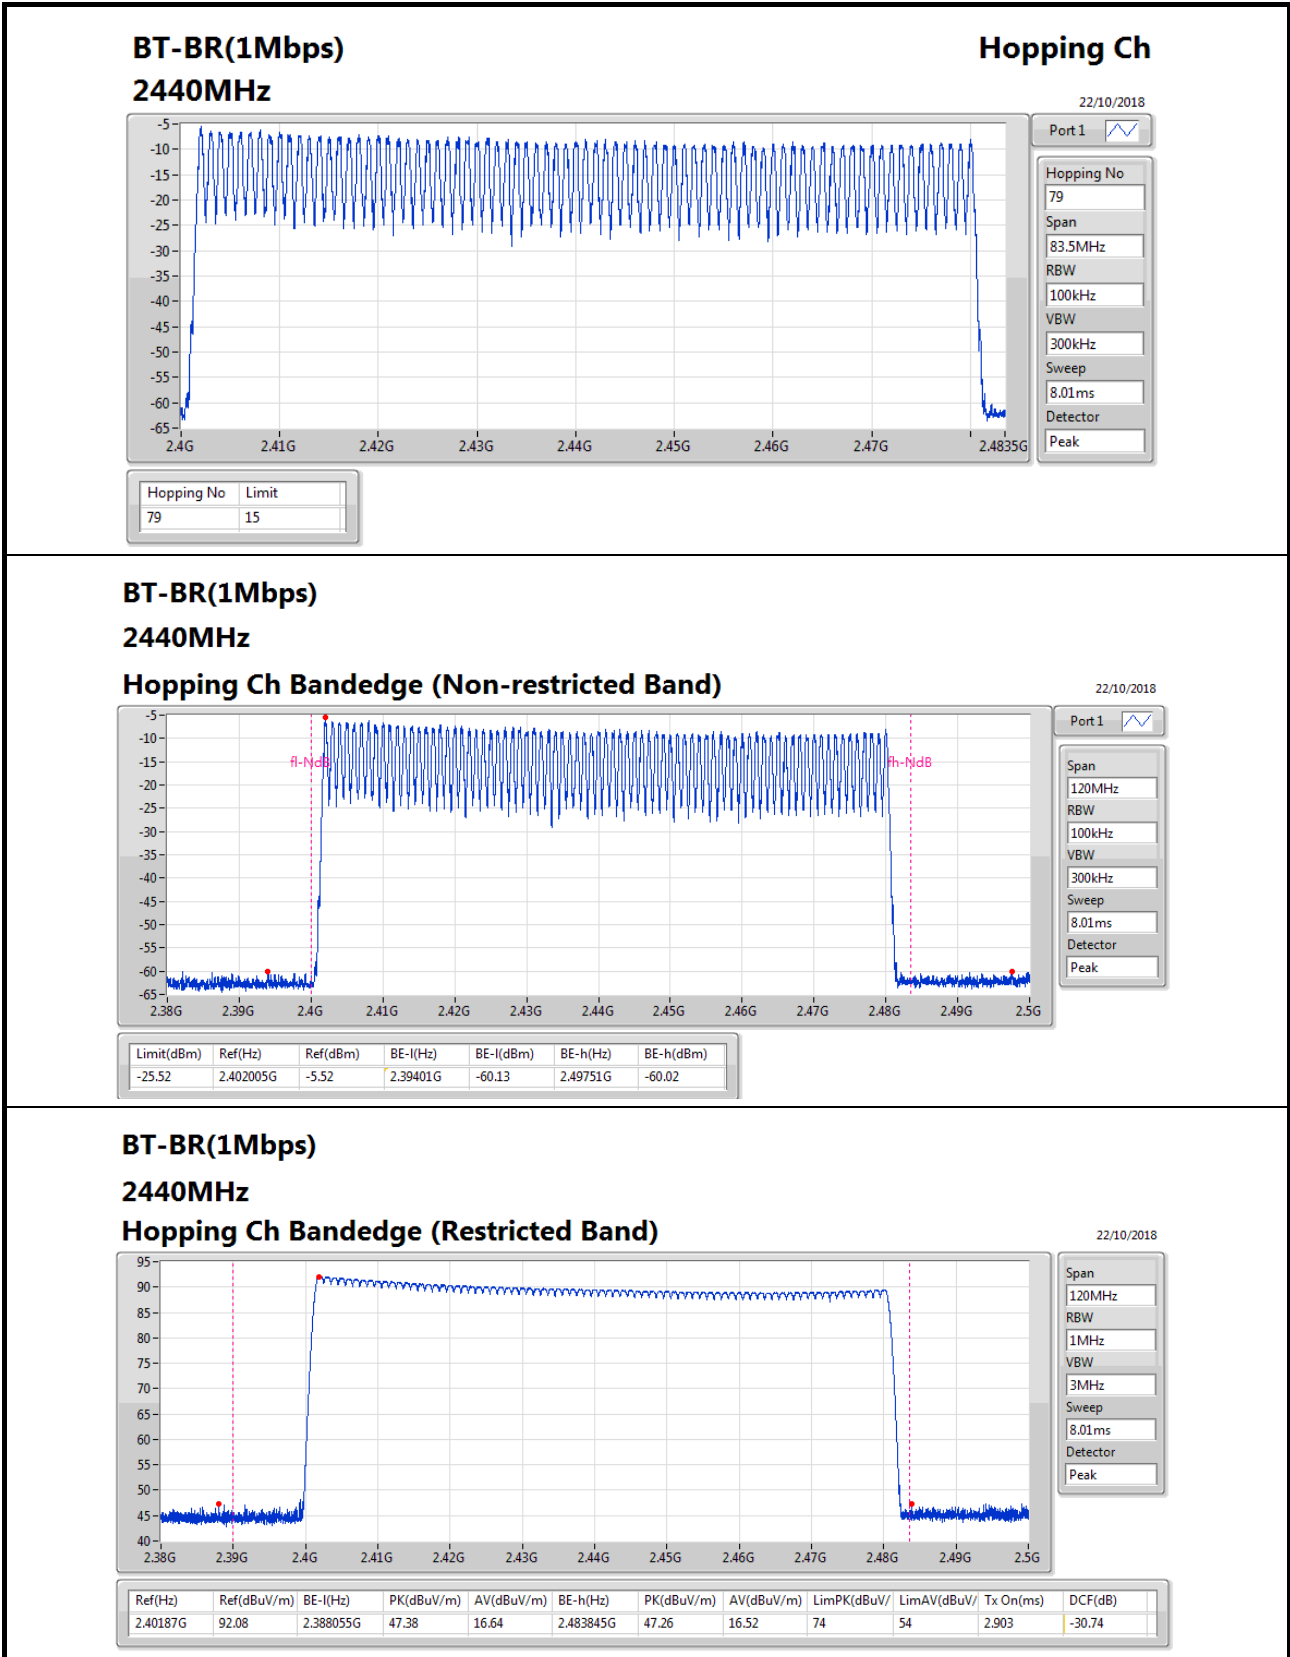 BT-BR(1Mbps) Hopping Ch
2440MHz
22/10/2018
Port 1
-5
-10
-15
-20
-25
-30
-35
-40
-45
-50
-55
-60
-65
2.4G 2.41G 2.42G 2.43G 2.44G 2.45G 2.46G 2.47G 2.4835G
Hopping No
79
Span
83.5MHz
RBW
100kHz
VBW
300kHz
Sweep
8.01ms
Detector
Peak
Hopping No Limit
79 15
BT-BR(1Mbps)
2440MHz
Hopping Ch Bandedge (Non-restricted Band)
22/10/2018
Port 1
-5
-10
-15
-20
-25
-30
-35
-40
-45
-50
-55
-60
-65
fl-NdB fh-NdB
2.38G 2.39G 2.4G 2.41G 2.42G 2.43G 2.44G 2.45G 2.46G 2.47G 2.48G 2.49G 2.5G
Span
120MHz
RBW
100kHz
VBW
300kHz
Sweep
8.01ms
Detector
Peak
Limit(dBm) Ref(Hz) Ref(dBm) BE-l(Hz) BE-l(dBm) BE-h(Hz) BE-h(dBm)
-25.52 2.402005G -5.52 2.39401G -60.13 2.49751G -60.02
BT-BR(1Mbps)
2440MHz
Hopping Ch Bandedge (Restricted Band)
22/10/2018
95
90
85
80
75
70
65
60
55
50
45
40
2.38G 2.39G 2.4G 2.41G 2.42G 2.43G 2.44G 2.45G 2.46G 2.47G 2.48G 2.49G 2.5G
Span
120MHz
RBW
1MHz
VBW
3MHz
Sweep
8.01ms
Detector
Peak
Ref(Hz) Ref(dBuV/m) BE-l(Hz) PK(dBuV/m) AV(dBuV/m) BE-h(Hz) PK(dBuV/m) AV(dBuV/m) LimPK(dBuV/ LimAV(dBuV/ Tx On(ms) DCF(dB)
2.40187G 92.08 2.388055G 47.38 16.64 2.483845G 47.26 16.52 74 54 2.903 -30.74